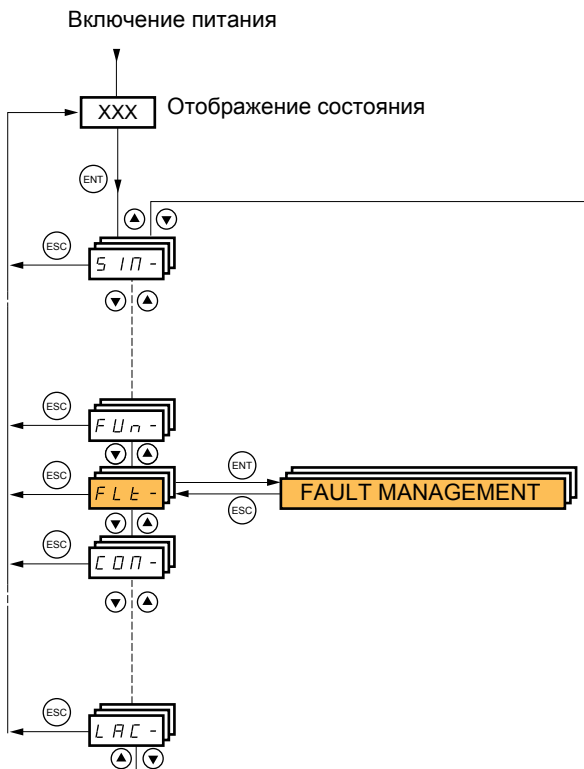 Включение питания
XXX
Отображение состояния
ENT
ESC
SIM-
ESC
FUn-
ESC
FLt-
ENT
ESC
FAULT MANAGEMENT
ESC
COM-
ESC
LAC-